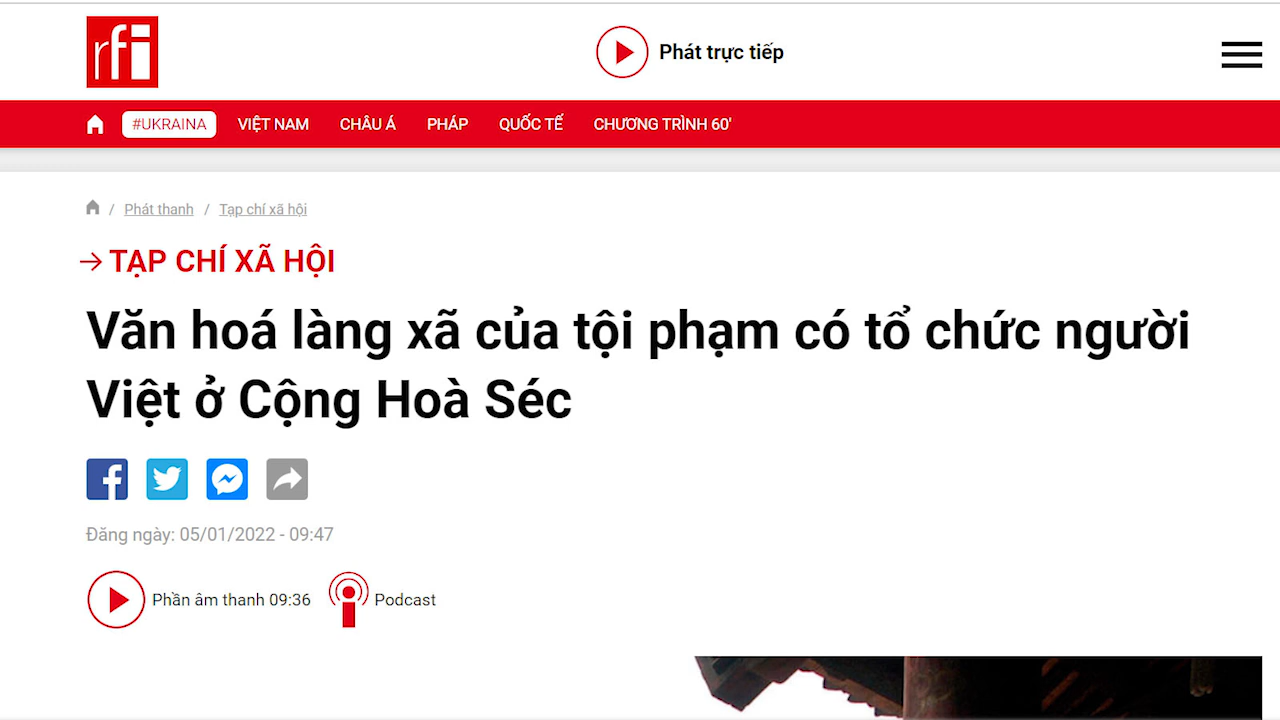 rfi
Phát trực tiếp
#UKRAINA VIỆT NAM CHÂU Á PHÁP QUỐC TẾ CHƯƠNG TRÌNH 60'
/ Phát thanh / Tạp chí xã hội
→ TẠP CHÍ XÃ HỘI
Văn hoá làng xã của tội phạm có tổ chức người
Việt ở Cộng Hoà Séc
Đăng ngày: 05/01/2022 - 09:47
Phần âm thanh 09:36 Podcast